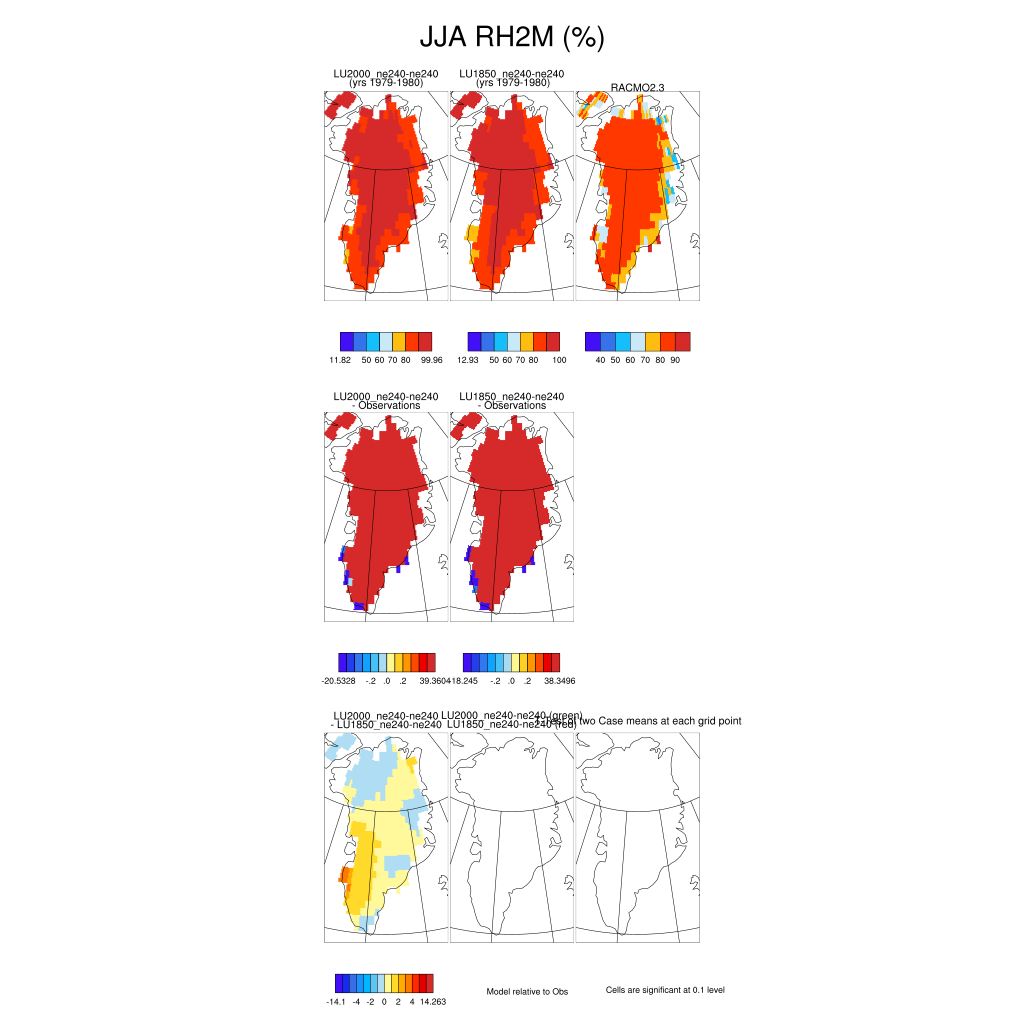 JJA RH2M (%)
LU2000_ne240-ne240
(yrs 1979-1980)
LU1850_ne240-ne240
(yrs 1979-1980)
RACMO2.3
11.82 50 60 70 80 99.96
12.93 50 60 70 80 100
40 60 70 80 90
LU2000_ne240-ne240
- Observations
LU1850_ne240-ne240
- Observations
-20.5328 -.2 .0 .2 39.3604
18.245 -.2 .0 .2 38.3496
LU2000_ne240-ne240
- LU1850_ne240-ne240
LU2000_ne240-ne240 (green)
LU1850_ne240-ne240 (red)
of two Case means at each grid point
-14.1 -4 -2 0 2 4 14.263
Model relative to Obs
Cells are significant at 0.1 level